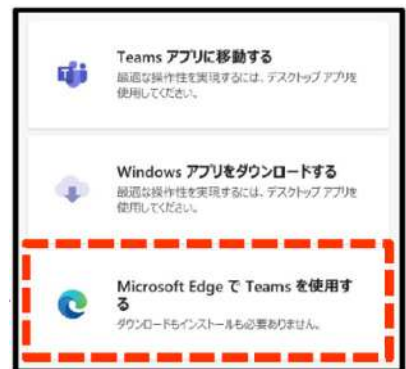 Teams アプリに移動する
最適な操作性を実現するには、デスクトップ アプリを
使用してください。
Windows アプリをダウンロードする
最適な操作性を実現するには、デスクトップ アプリを
使用してください。
Microsoft Edge で Teams を使用す
る
ダウンロードもインストールも必要ありません。